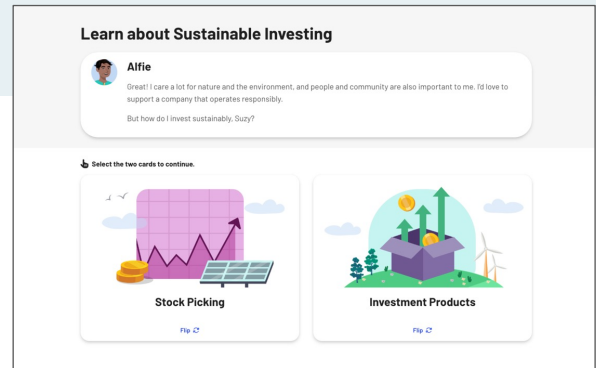 Learn about Sustainable Investing
Alfie
Great! I care a lot for nature and the environment, and people and community are also important to me. I'd love to
support a company that operates responsibly.
But how do I invest sustainably, Suzy?
Select the two cards to continue.
Stock Picking
Flip
Investment Products
Flip